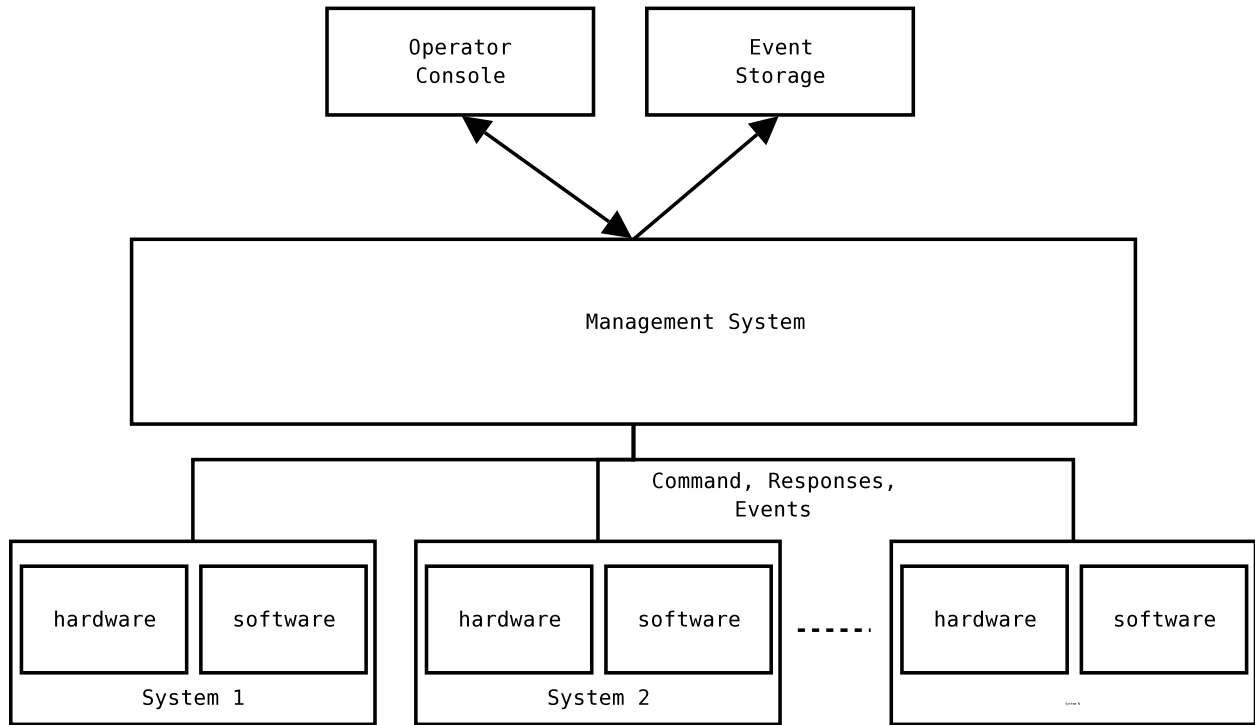 Operator
Console
Event
Storage
Management System
Command, Responses,
Events
hardware
software
hardware
software
hardware
software
System 1
System 2
System N